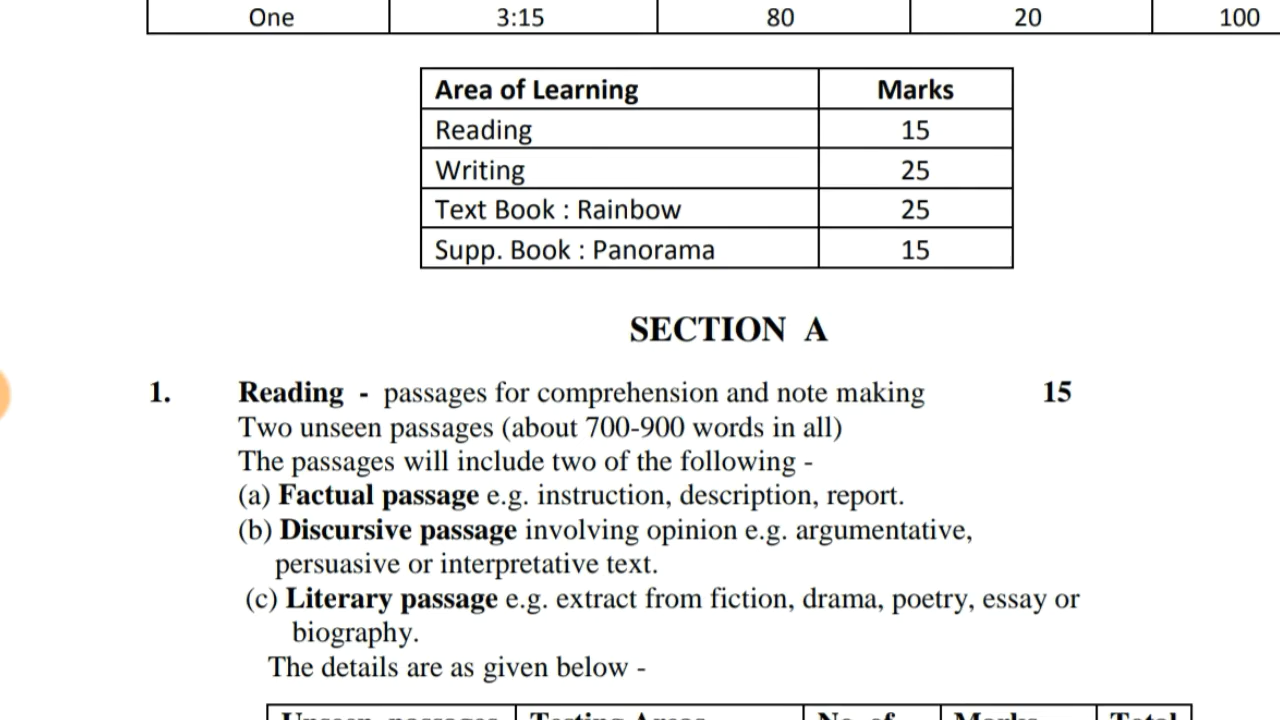 One 3:15 80 20 100
Area of Learning Marks
Reading 15
Writing 25
Text Book : Rainbow 25
Supp. Book : Panorama 15
SECTION A
1. Reading - passages for comprehension and note making 15
Two unseen passages (about 700-900 words in all)
The passages will include two of the following -
(a) Factual passage e.g. instruction, description, report.
(b) Discursive passage involving opinion e.g. argumentative,
persuasive or interpretative text.
(c) Literary passage e.g. extract from fiction, drama, poetry, essay or
biography.
The details are as given below -